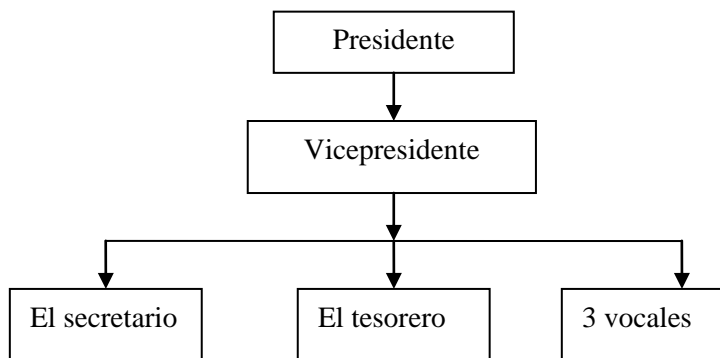 Presidente
Vicepresidente
El secretario
El tesorero
3 vocales